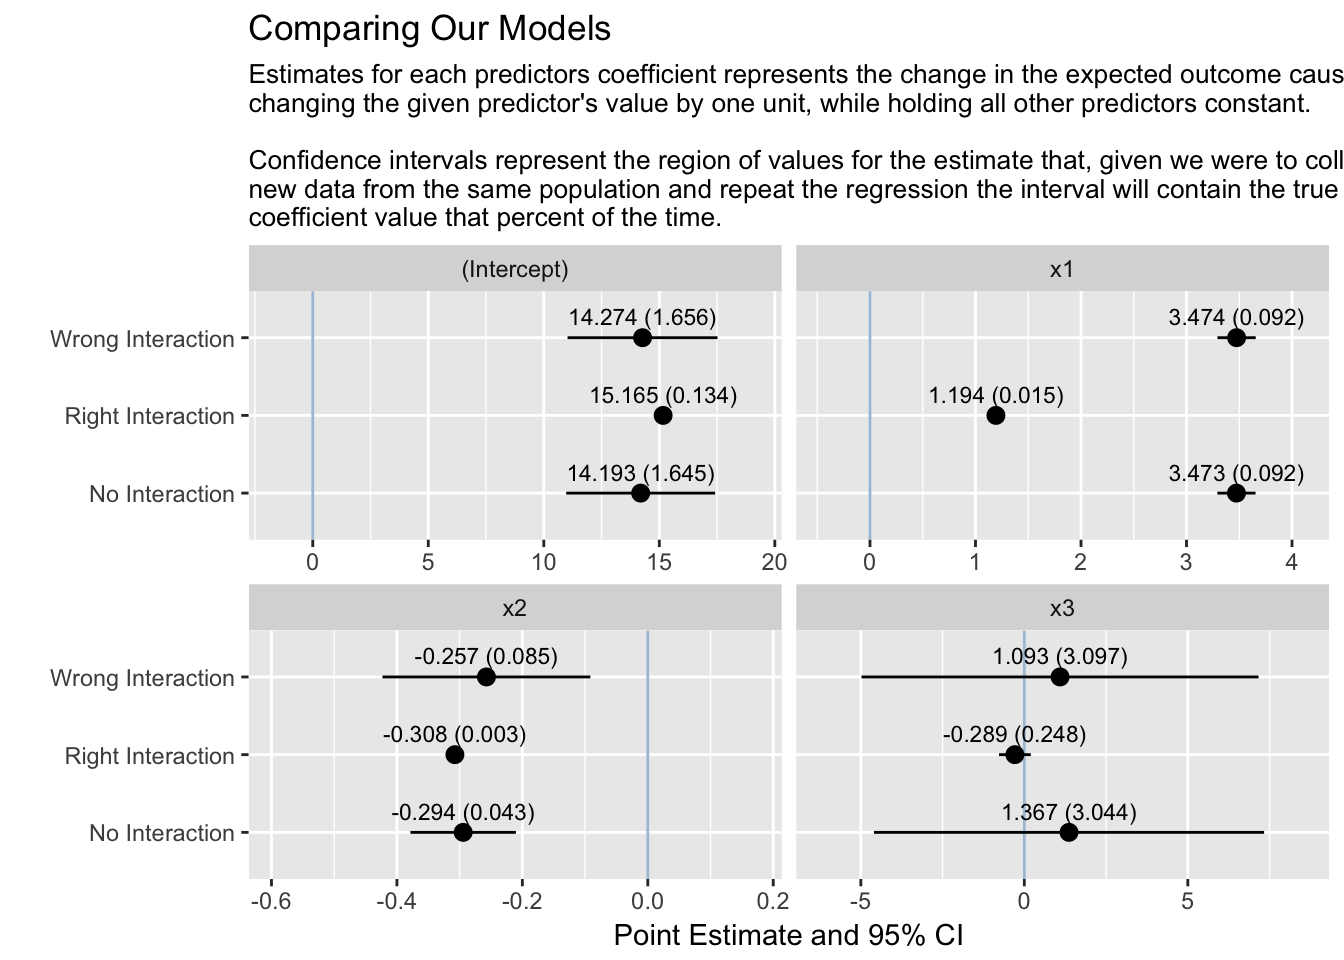 Comparing Our Models
Estimates for each predictors coefficient represents the change in the expected outcome caus
changing the given predictor's value by one unit, while holding all other predictors constant.
Confidence intervals represent the region of values for the estimate that, given we were to coll
new data from the same population and repeat the regression the interval will contain the true
coefficient value that percent of the time.
(Intercept)
x1
Wrong Interaction
14.274 (1.656)
3.474 (0.092)
Right Interaction
15.165 (0.134)
1.194 (0.015)
No Interaction
14.193 (1.645)
3.473 (0.092)
0 5 10 15 20
0 1 2 3 4
x2
x3
Wrong Interaction
-0.257 (0.085)
1.093 (3.097)
Right Interaction
-0.308 (0.003)
-0.289 (0.248)
No Interaction
-0.294 (0.043)
1.367 (3.044)
-0.6 -0.4 -0.2 0.0 0.2
-5 0 5
Point Estimate and 95% CI